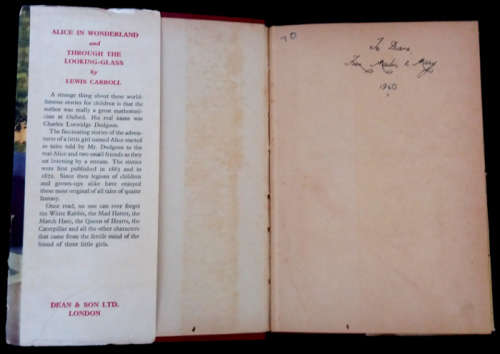 ALICE IN WONDERLAND
and
THROUGH THE
LOOKING-GLASS
by
LEWIS CARROLL
A strange thing about these world-
famous stories for children is that the
author was really a great mathemati-
cian at Oxford. His real name was
Charles Lutwidge Dodgson.
The fascinating stories of the adven-
tures of a little girl named Alice started
as tales told by Mr. Dodgson to the
real Alice and two small friends as they
sat listening by a stream. The stories
were first published in 1865 and in
1872. Since then legions of children
and grown-ups alike have enjoyed
these most original of all tales of quaint
fantasy.
Once read, no one can ever forget
the White Rabbit, the Mad Hatter, the
March Hare, the Queen of Hearts, the
Caterpillar and all the other characters
that came from the fertile mind of the
friend of three little girls.
DEAN & SON LTD.
LONDON
To
From & Mary
1960